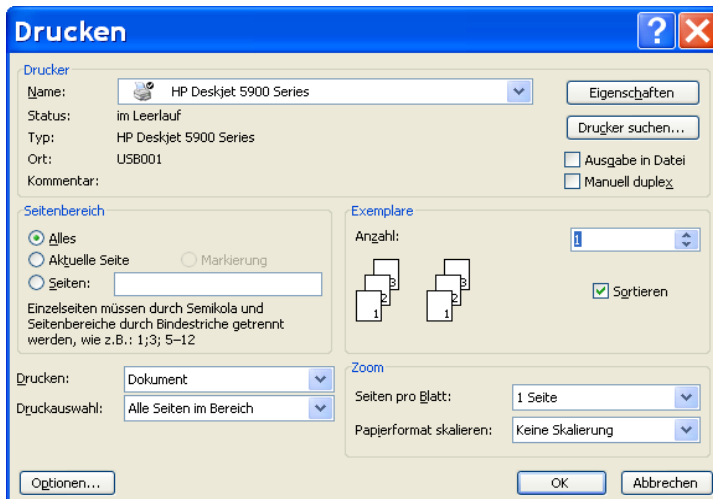 Drucken
Drucker
Name: HP Deskjet 5900 Series
Eigenschaften
Status: im Leerlauf
Typ: HP Deskjet 5900 Series
Drucker suchen...
Ort: USB001
Ausgabe in Datei
Kommentar:
Manuell duplex
Seitenbereich
Alles
Aktuelle Seite Markierung
Seiten:
Einzelseiten müssen durch Semikola und
Seitenbereiche durch Bindestriche getrennt
werden, wie z.B.: 1;3; 5–12
Exemplare
Anzahl: 1
3 3
2 2
1 1
Sortieren
Drucken: Dokument
Druckauswahl: Alle Seiten im Bereich
Zoom
Seiten pro Blatt: 1 Seite
Papierformat skalieren: Keine Skalierung
Optionen...
OK Abbrechen